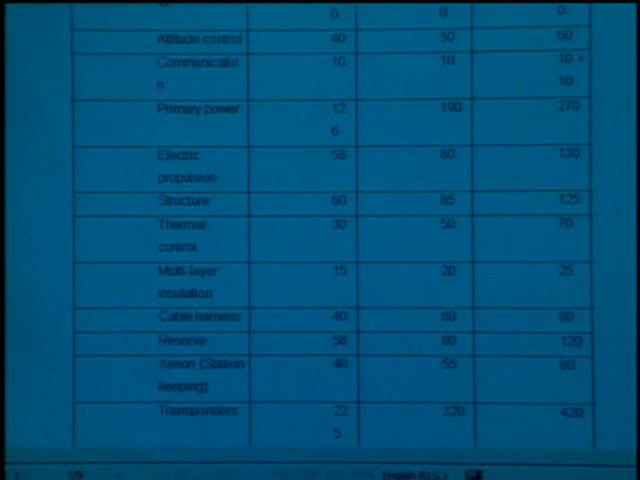 0 0 0
Attitude control 40 50 60
Communicatio 10 10 10 +
n 10
Primary power 12 190 270
6
Electric 58 80 130
propulsion
Structure 60 85 125
Thermal 30 50 70
control
Multi-layer 15 20 25
insulation
Cable harness 40 60 80
Reserve 56 80 120
Xenon (Station 40 55 80
keeping)
Transponders 22 320 420
5
English (U.S.)